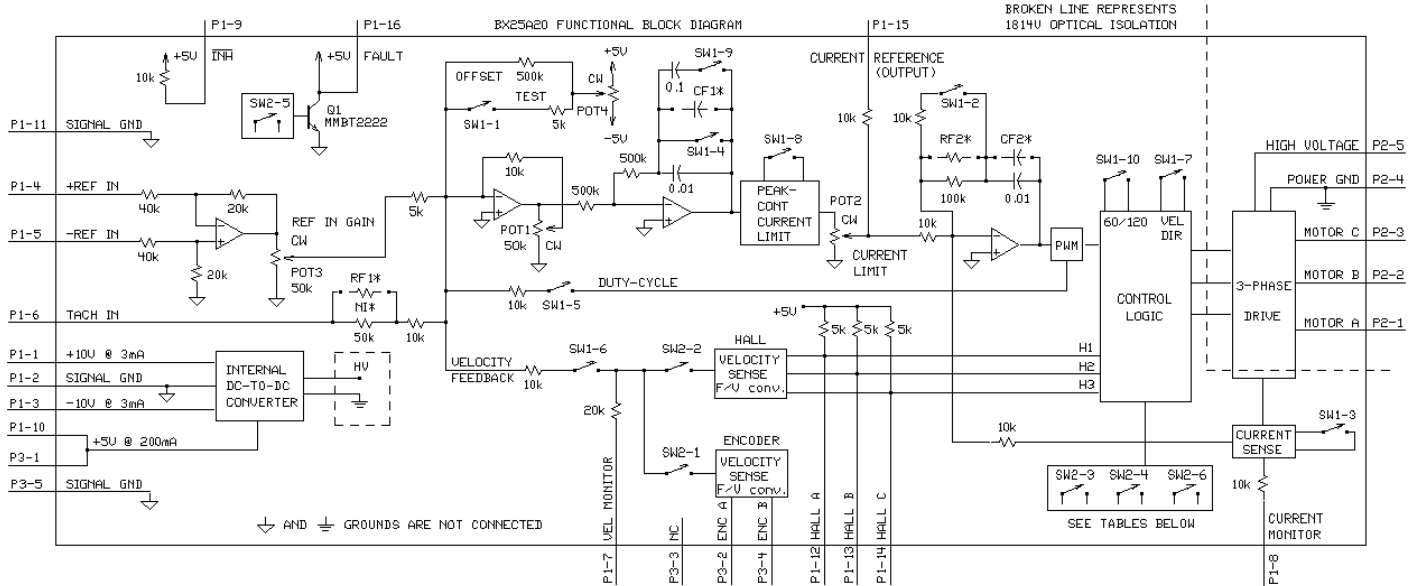 BROKEN LINE REPRESENTS
1814V OPTICAL ISOLATION
P1-9
P1-16
BX25A20 FUNCTIONAL BLOCK DIAGRAM
P1-15
+5V
INH
10k
+5V
FAULT
SW2-5
Q1
MMBT2222
OFFSET
500k
TEST
SW1-1
5k
+5V
CW
POT4
-5V
SW1-9
0.1
CF1*
SW1-4
500k
0.01
CURRENT REFERENCE
(OUTPUT)
10k
SW1-2
10k
RF2*
CF2*
100k
0.01
P1-11 SIGNAL GND
P1-4 +REF IN
P1-5 -REF IN
40k
20k
40k
20k
REF IN GAIN
CW
POT3
50k
5k
10k
POT1
50k
CW
500k
SW1-8
PEAK-
CONT
CURRENT
LIMIT
POT2
CW
CURRENT
LIMIT
10k
PWM
SW1-10
SW1-7
60/120
VEL
DIR
CONTROL
LOGIC
HIGH VOLTAGE P2-5
POWER GND P2-4
MOTOR C P2-3
MOTOR B P2-2
MOTOR A P2-1
3-PHASE
DRIVE
P1-6 TACH IN
RF1*
NI*
50k
10k
10k
SW1-5
DUTY-CYCLE
+5V
5k
5k
5k
P1-1 +10V @ 3mA
P1-2 SIGNAL GND
P1-3 -10V @ 3mA
P1-10
+5V @ 200mA
P3-1
P3-5 SIGNAL GND
INTERNAL
DC-TO-DC
CONVERTER
HV
VELOCITY
FEEDBACK
10k
SW1-6
SW2-2
HALL
VELOCITY
SENSE
F/V conv.
H1
H2
H3
20k
SW2-1
ENCODER
VELOCITY
SENSE
F/V conv.
10k
CURRENT
SENSE
SW1-3
10k
SW2-3
SW2-4
SW2-6
SEE TABLES BELOW
CURRENT
MONITOR
AND
GROUNDS ARE NOT CONNECTED
P1-7 VEL MONITOR
P3-3 NC
P3-2 ENC A
P3-4 ENC B
P1-12 HALL A
P1-13 HALL B
P1-14 HALL C
P1-8